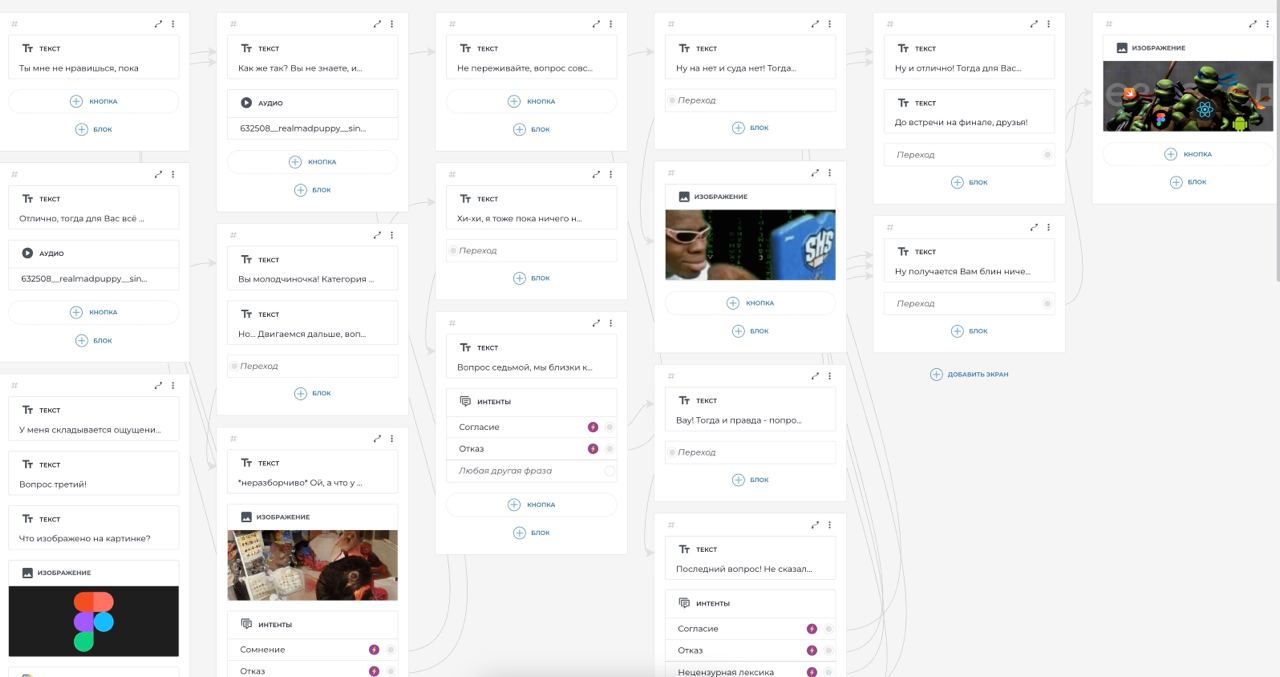 #
ТЕКСТ
Ты мне не нравишься, пока
КНОПКА
БЛОК
#
ТЕКСТ
Отлично, тогда для Вас всё ...
АУДИО
632508__realmadpuppy__sin...
КНОПКА
БЛОК
#
ТЕКСТ
У меня складывается ощущени...
ТЕКСТ
Вопрос третий!
ТЕКСТ
Что изображено на картинке?
ИЗОБРАЖЕНИЕ
#
ТЕКСТ
Как же так? Вы не знаете, и...
АУДИО
632508__realmadpuppy__sin...
КНОПКА
БЛОК
#
ТЕКСТ
Вы молодчиночка! Категория ...
ТЕКСТ
Но... Двигаемся дальше, воп...
Переход
БЛОК
#
ТЕКСТ
*неразборчиво* Ой, а что у ...
ИЗОБРАЖЕНИЕ
ИНТЕНТЫ
Сомнение
Отказ
#
ТЕКСТ
Не переживайте, вопрос совс...
КНОПКА
БЛОК
#
ТЕКСТ
Хи-хи, я тоже пока ничего н...
Переход
БЛОК
#
ТЕКСТ
Вопрос седьмой, мы близки к...
ИНТЕНТЫ
Согласие
Отказ
Любая другая фраза
КНОПКА
БЛОК
#
ТЕКСТ
Ну на нет и суда нет! Тогда...
Переход
БЛОК
#
ИЗОБРАЖЕНИЕ
SHS
КНОПКА
БЛОК
#
ТЕКСТ
Вау! Тогда и правда - попро...
Переход
БЛОК
#
ТЕКСТ
Последний вопрос! Не сказал...
ИНТЕНТЫ
Согласие
Отказ
Нецензурная лексика
#
ТЕКСТ
Ну и отлично! Тогда для Вас...
ТЕКСТ
До встречи на финале, друзья!
Переход
БЛОК
#
ТЕКСТ
Ну получается Вам блин ниче...
Переход
БЛОК
ДОБАВИТЬ ЭКРАН
#
ИЗОБРАЖЕНИЕ
КНОПКА
БЛОК